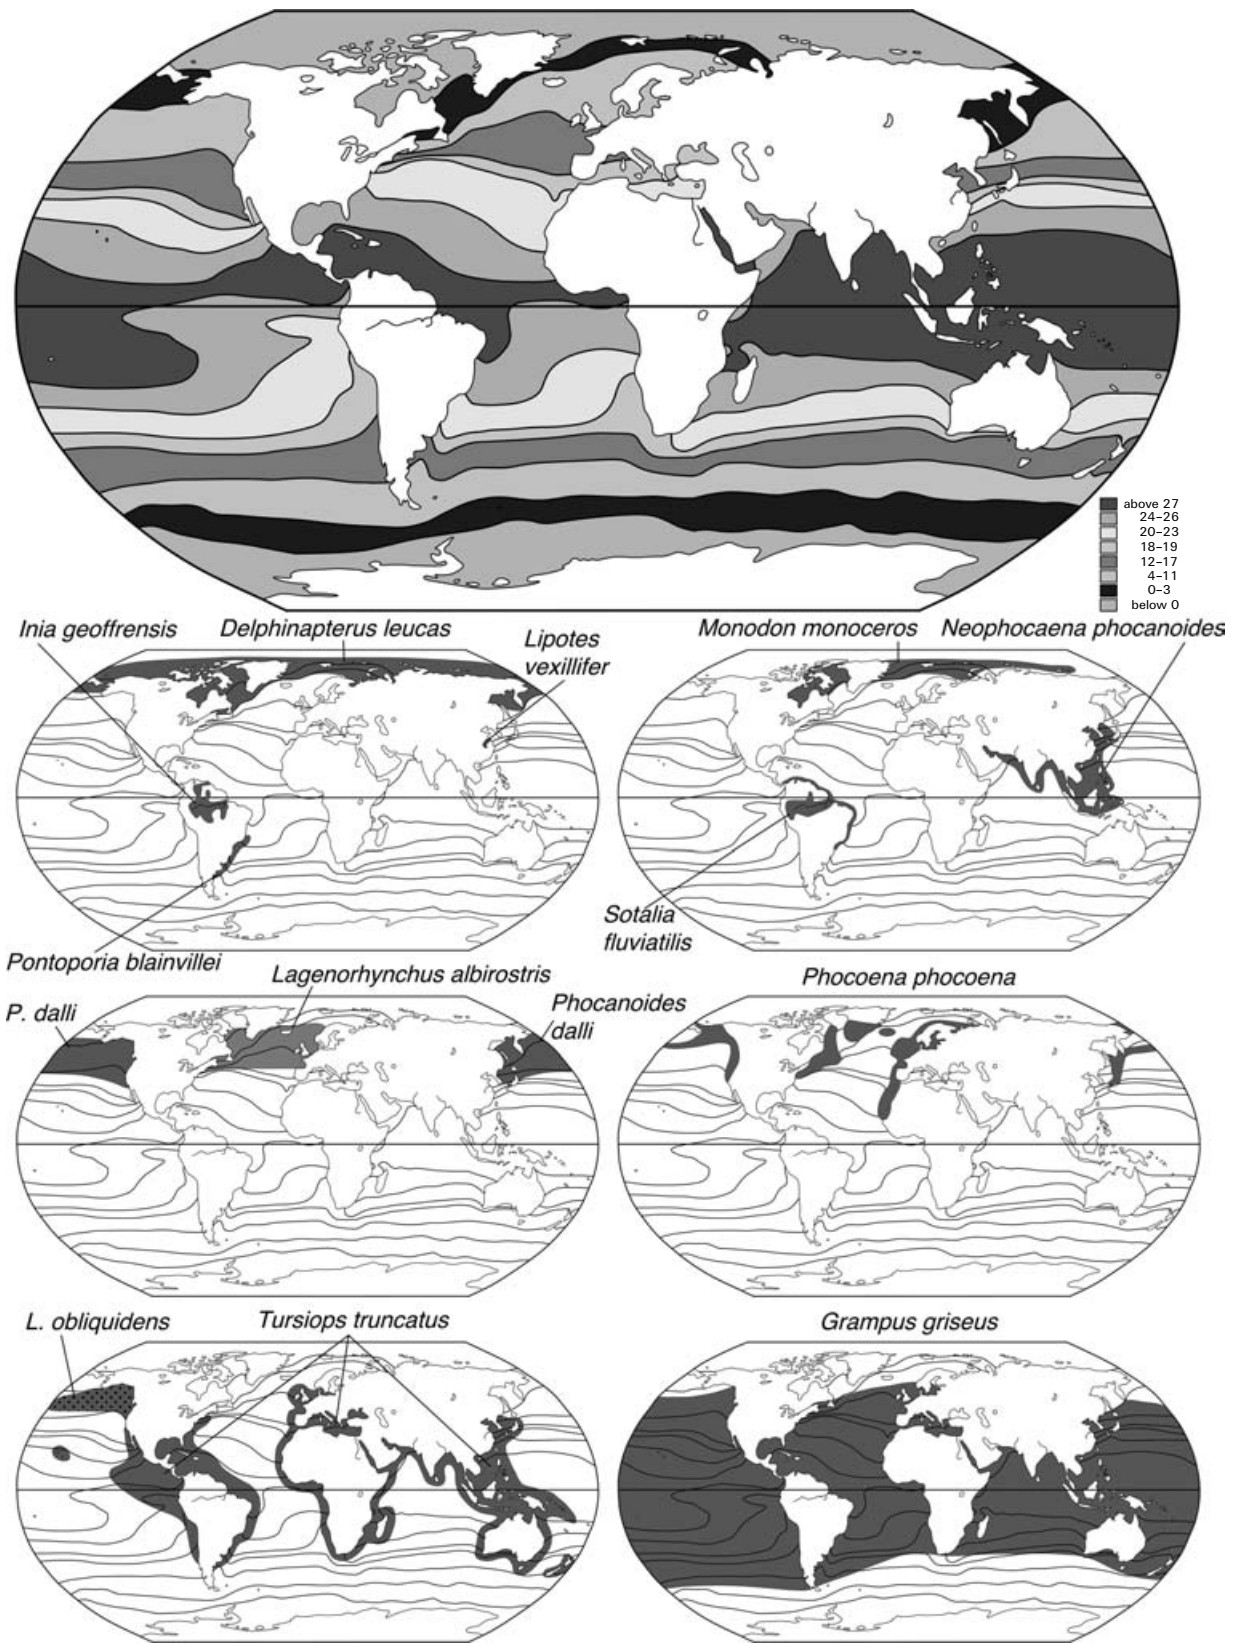 above 27
24–26
20–23
18–19
12–17
4–11
0–3
below 0
Inia geoffrensis
Delphinapterus leucas
Lipotes
vexillifer
Monodon monoceros
Neophocaena phocanoides
Pontoporia blainvillei
Sotalia
fluviatilis
P. dalli
Lagenorhynchus albirostris
Phocanoides
dalli
Phocoena phocoena
L. obliquidens
Tursiops truncatus
Grampus griseus